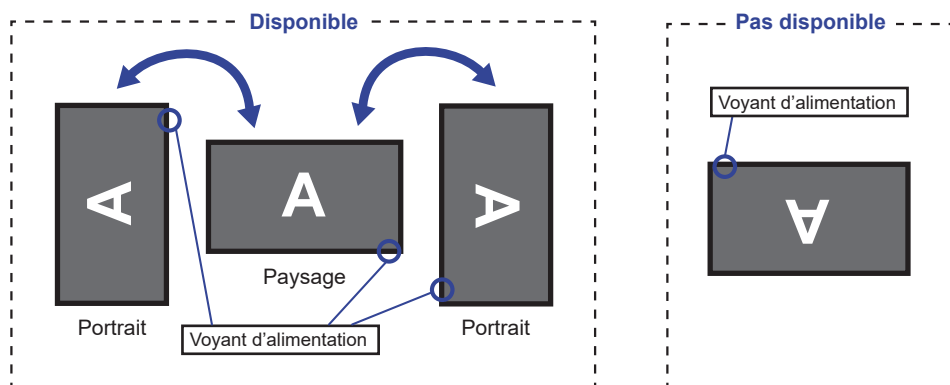 Disponible
Pas disponible
Voyant d’alimentation
A
A
A
A
Paysage
Portrait
Portrait
Voyant d’alimentation